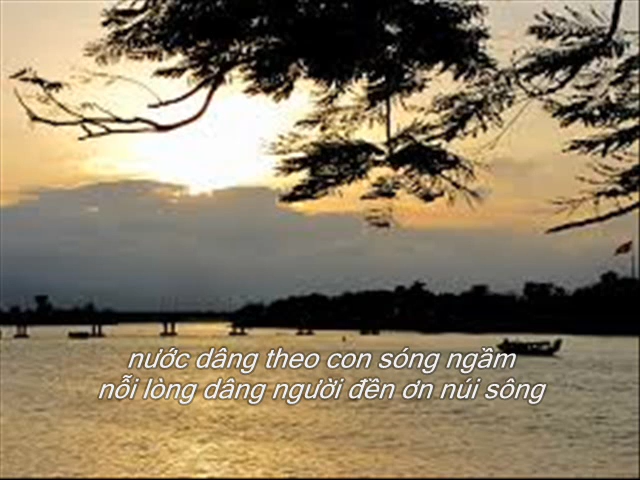 nước dâng theo con sóng ngầm
nỗi lòng dâng người đền ơn núi sông